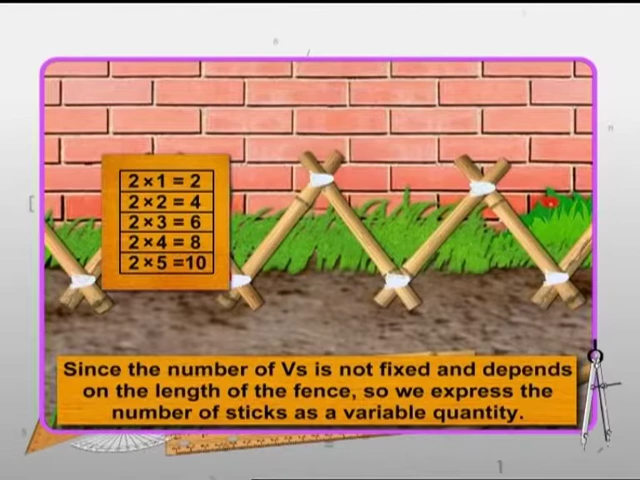 2 × 1 = 2
2 × 2 = 4
2 × 3 = 6
2 × 4 = 8
2 × 5 =10
Since the number of Vs is not fixed and depends
on the length of the fence, so we express the
number of sticks as a variable quantity.